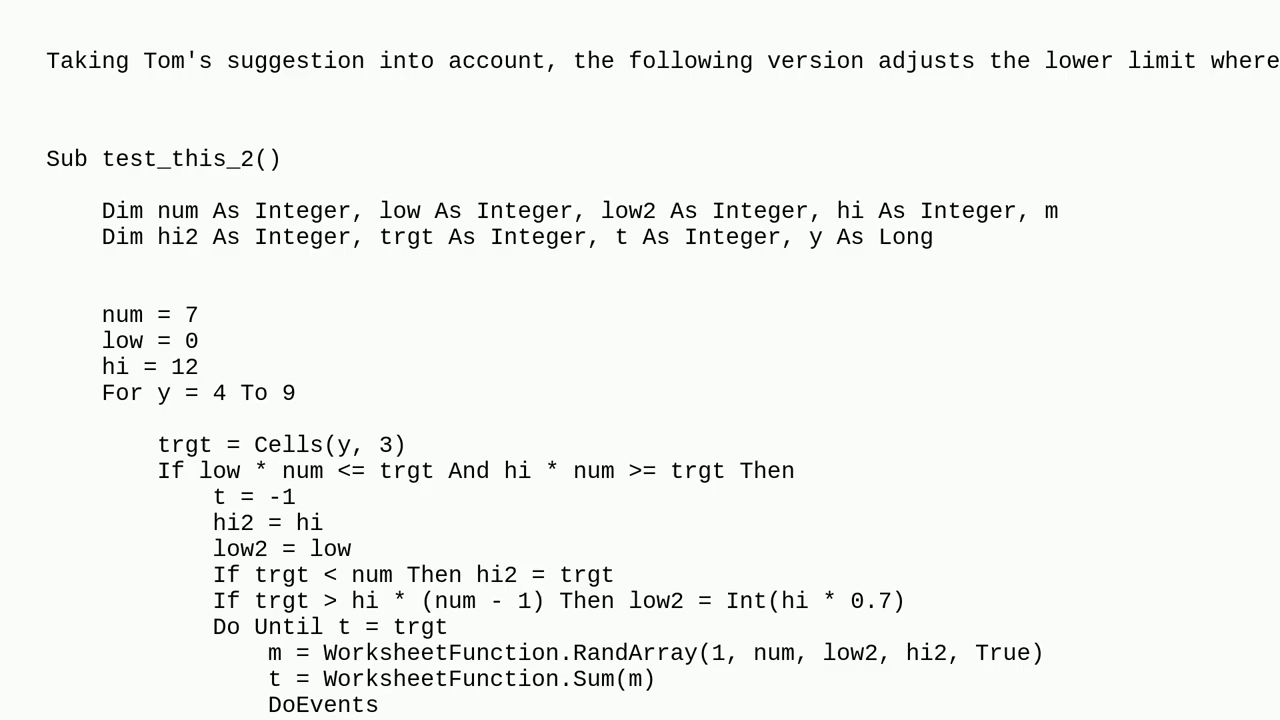 Taking Tom's suggestion into account, the following version adjusts the lower limit where
Sub test_this_2()
Dim num As Integer, low As Integer, low2 As Integer, hi As Integer, m
Dim hi2 As Integer, trgt As Integer, t As Integer, y As Long
num = 7
low = 0
hi = 12
For y = 4 To 9
trgt = Cells(y, 3)
If low * num <= trgt And hi * num >= trgt Then
t = -1
hi2 = hi
low2 = low
If trgt < num Then hi2 = trgt
If trgt > hi * (num - 1) Then low2 = Int(hi * 0.7)
Do Until t = trgt
m = WorksheetFunction.RandArray(1, num, low2, hi2, True)
t = WorksheetFunction.Sum(m)
DoEvents